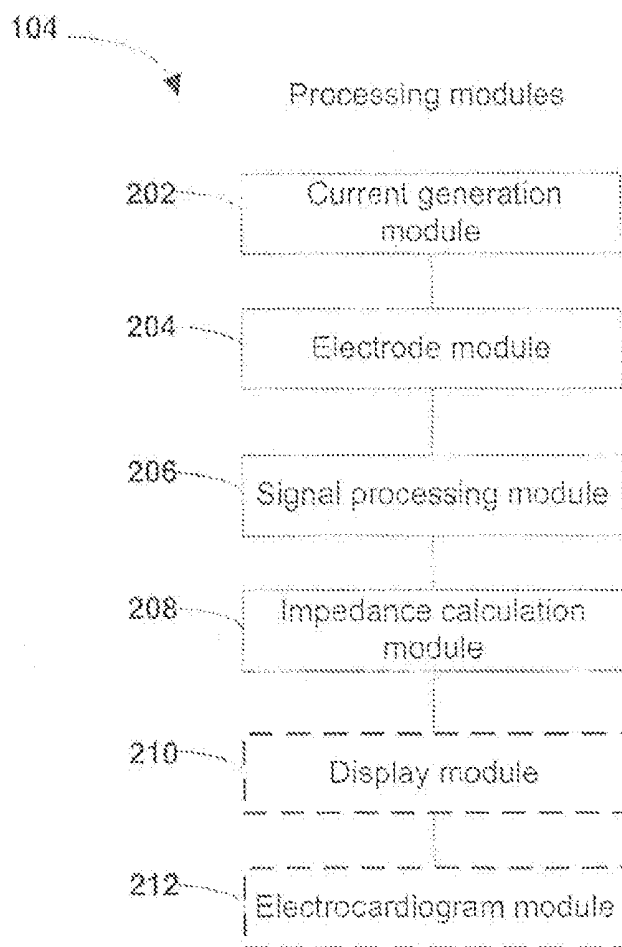 104
Processing modules
202
Current generation
module
204
Electrode module
206
Signal processing module
208
Impedance calculation
module
210
Display module
212
Electrocardiogram module